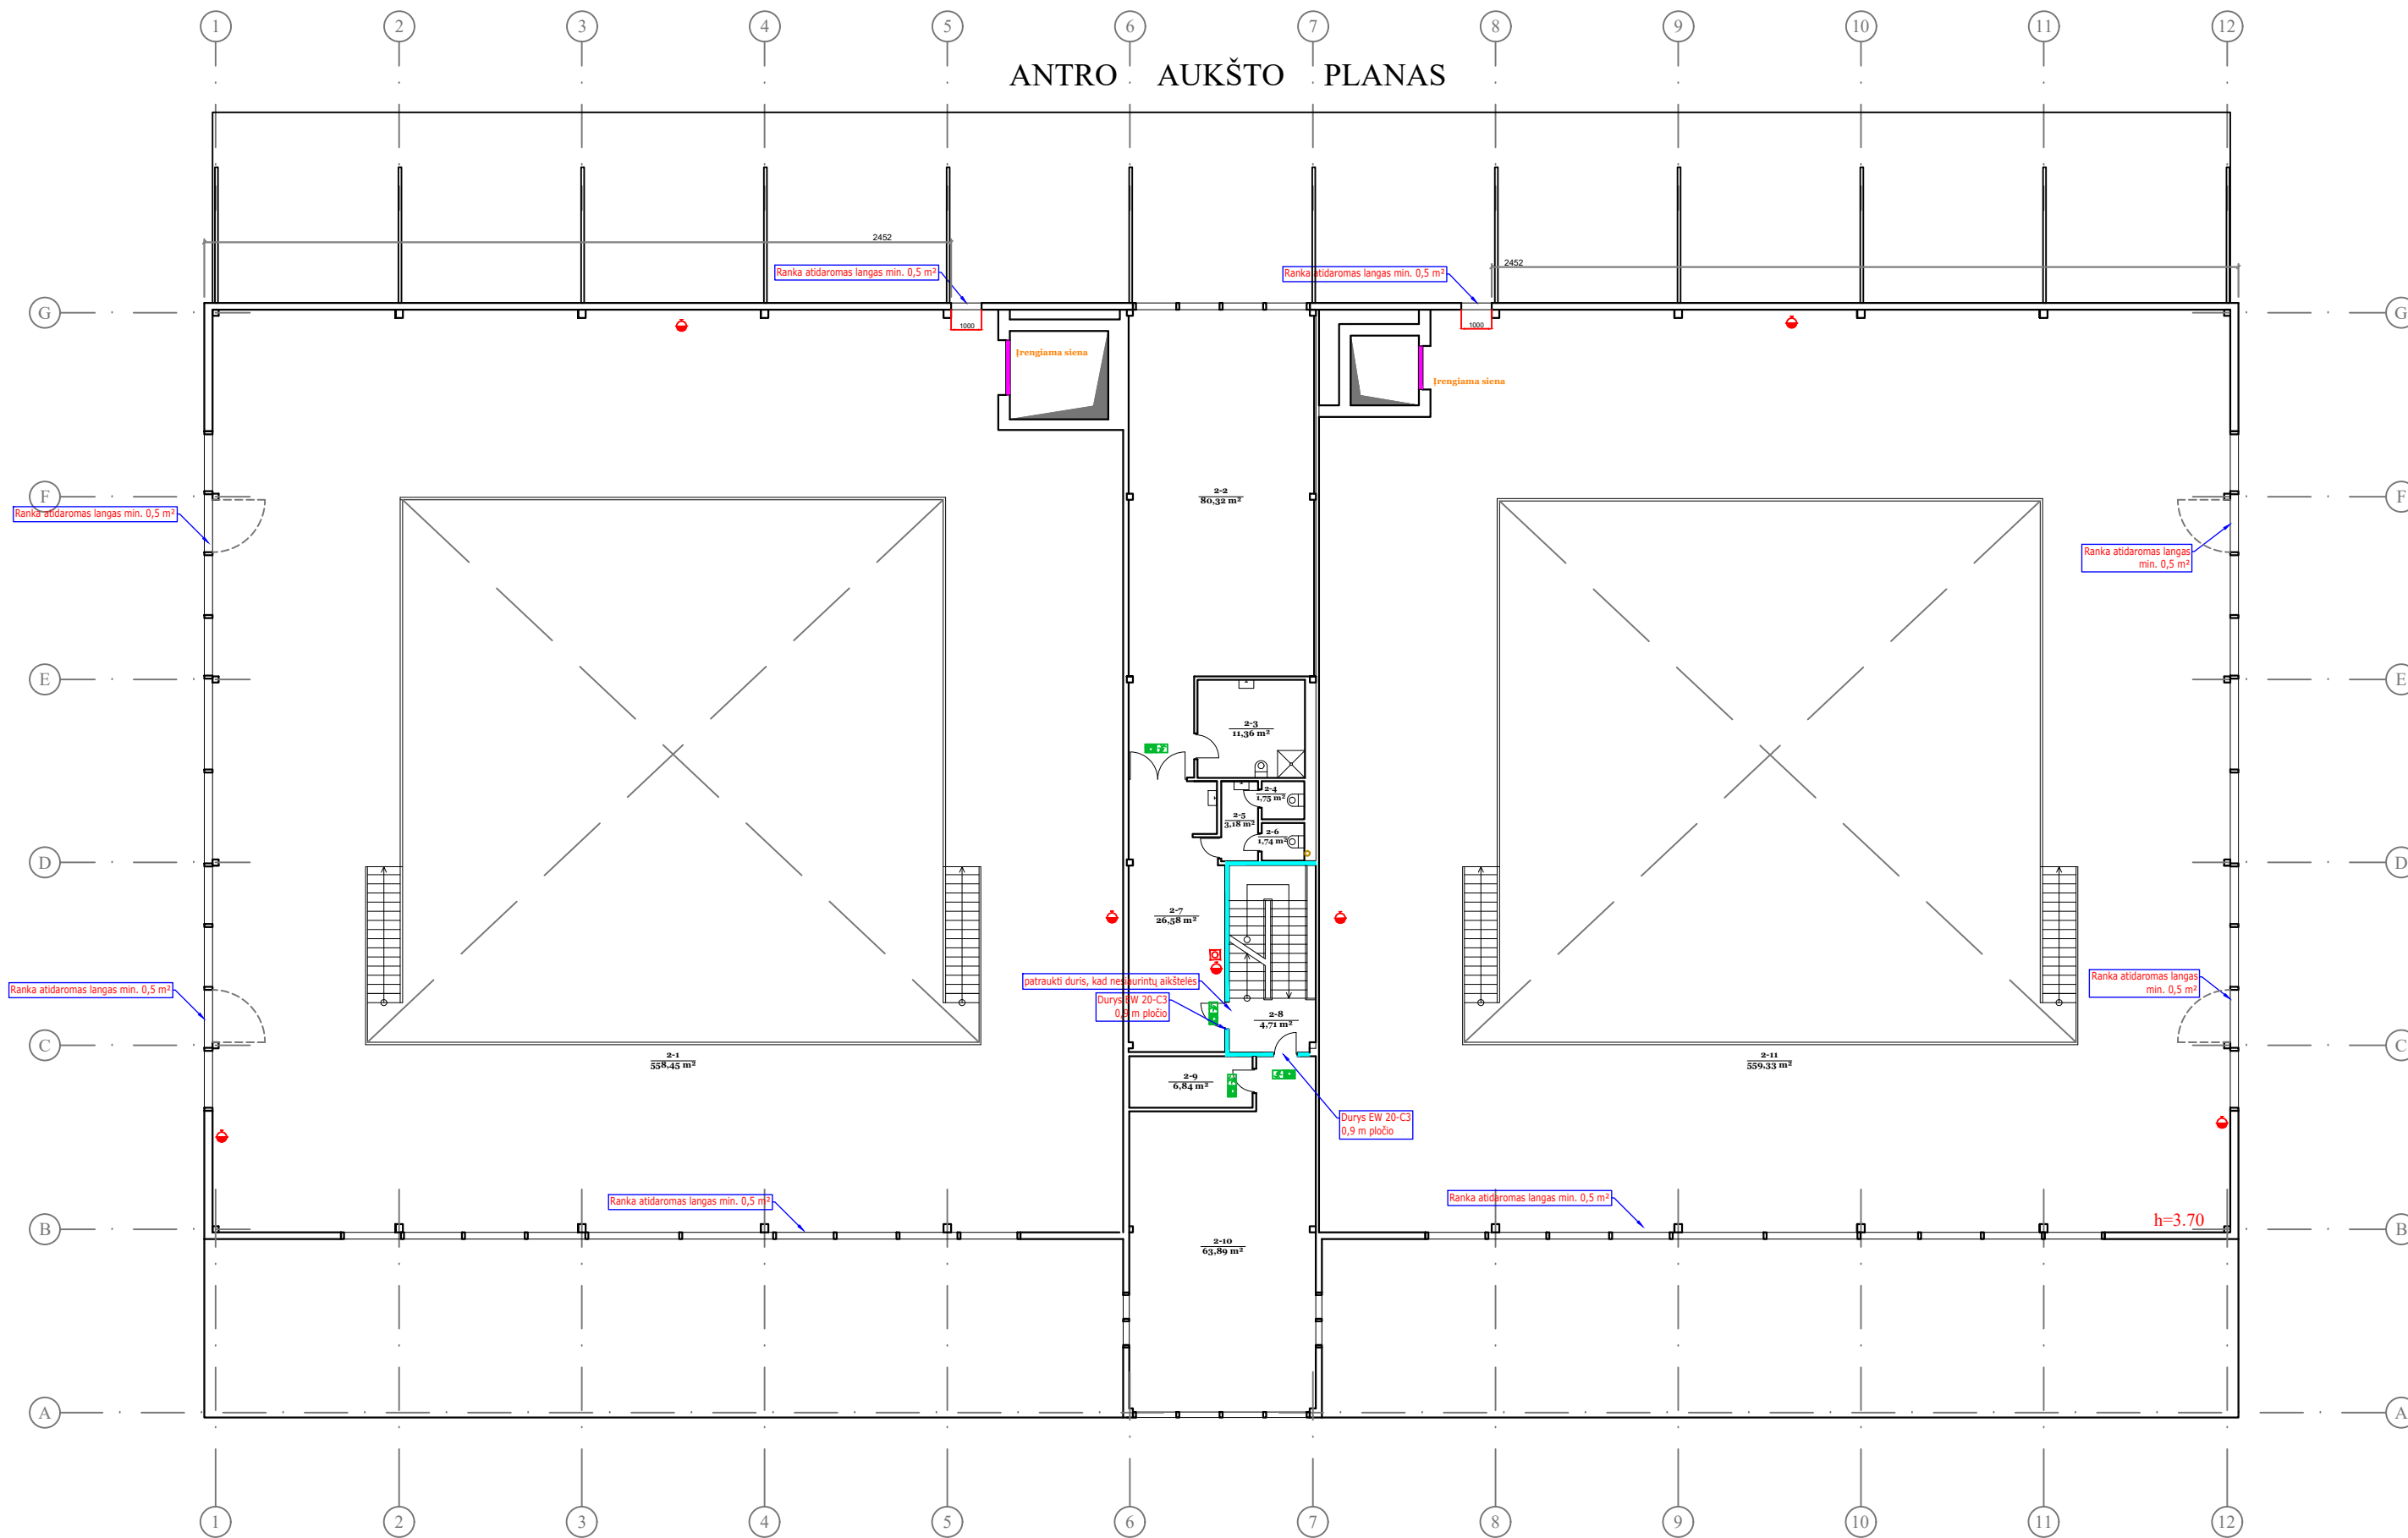 1 2 3 4 5 6 7 8 9 10 11 12
ANTRO AUKŠTO PLANAS
2452
2452
Ranka atidaromas langas min. 0,5 m²
Ranka atidaromas langas min. 0,5 m²
G
G
1000
1000
Įrengiama siena
Įrengiama siena
F
F
2-2
80,32 m²
Ranka atidaromas langas min. 0,5 m²
Ranka atidaromas langas
min. 0,5 m²
E
E
2-3
11,36 m²
2-4
1,75 m²
2-5
3,18 m²
2-6
1,74 m²
D
D
2-7
26,58 m²
patraukti duris, kad nesiaurintų aikštelės
Ranka atidaromas langas min. 0,5 m²
Ranka atidaromas langas
min. 0,5 m²
Durys EW 20-C3
0,9 m pločio
2-8
4,71 m²
C
C
2-1
558,45 m²
2-11
559,33 m²
2-9
6,84 m²
Durys EW 20-C3
0,9 m pločio
Ranka atidaromas langas min. 0,5 m²
Ranka atidaromas langas min. 0,5 m²
h=3.70
B
B
2-10
63,89 m²
A
A
1 2 3 4 5 6 7 8 9 10 11 12